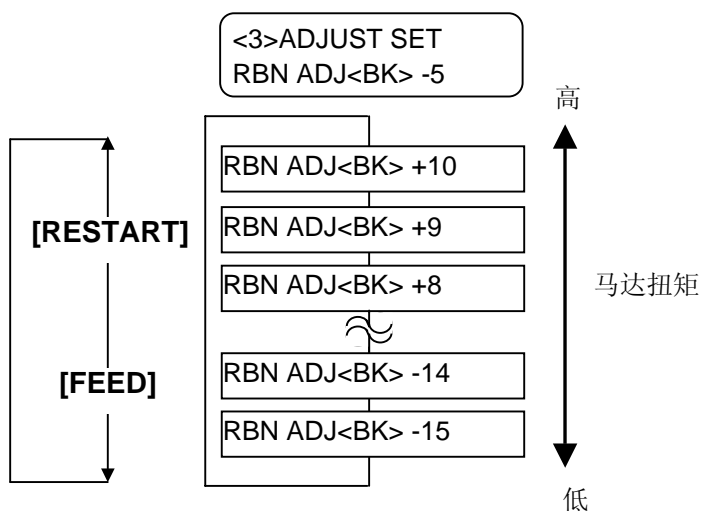 <3>ADJUST SET
RBN ADJ<BK> -5
高
RBN ADJ<BK> +10
[RESTART]
RBN ADJ<BK> +9
RBN ADJ<BK> +8
马达扭矩
[FEED]
RBN ADJ<BK> -14
RBN ADJ<BK> -15
低